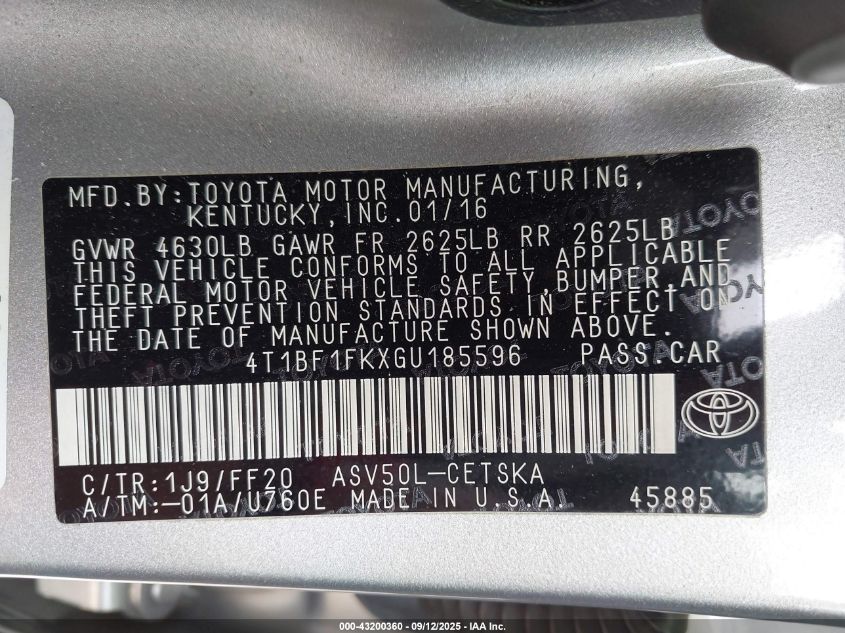 MFD.BY:TOYOTA MOTOR MANUFACTURING,
KENTUCKY,INC.01/16
GVWR 4630LB GAWR FR 2625LB RR 2625LB
THIS VEHICLE CONFORMS TO ALL APPLICABLE
FEDERAL MOTOR VEHICLE SAFETY,BUMPER,AND
THEFT PREVENTION STANDARDS IN EFFECT ON
THE DATE OF MANUFACTURE SHOWN ABOVE.
4T1BF1FKXGU185596 PASS.CAR
C/TR:1J9/FF20 ASV50L-CETSKA
A/TM:-01A/U760E MADE IN U.S.A. 45885
000-43200360 - 09/12/2025 - IAA Inc.